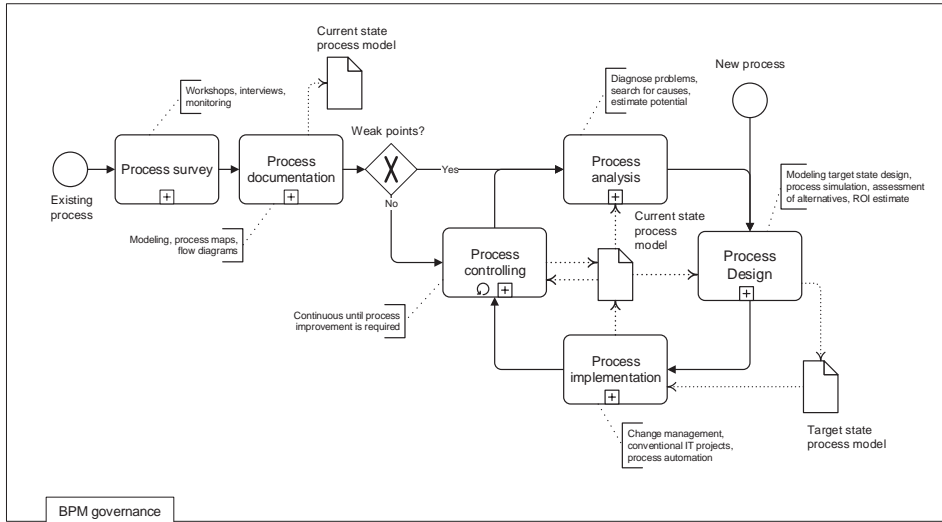 Current state
process model
Workshops, interviews,
monitoring
Process survey
Process
documentation
Existing
process
Modeling, process maps,
flow diagrams
Weak points?
X
Yes
No
Diagnose problems,
search for causes,
estimate potential
Process
analysis
New process
Modeling target state design,
process simulation, assessment
of alternatives, ROI estimate
Current state
process
model
Process
controlling
Process
Design
Continuous until process
improvement is required
Process
implementation
Change management,
conventional IT projects,
process automation
Target state
process model
BPM governance